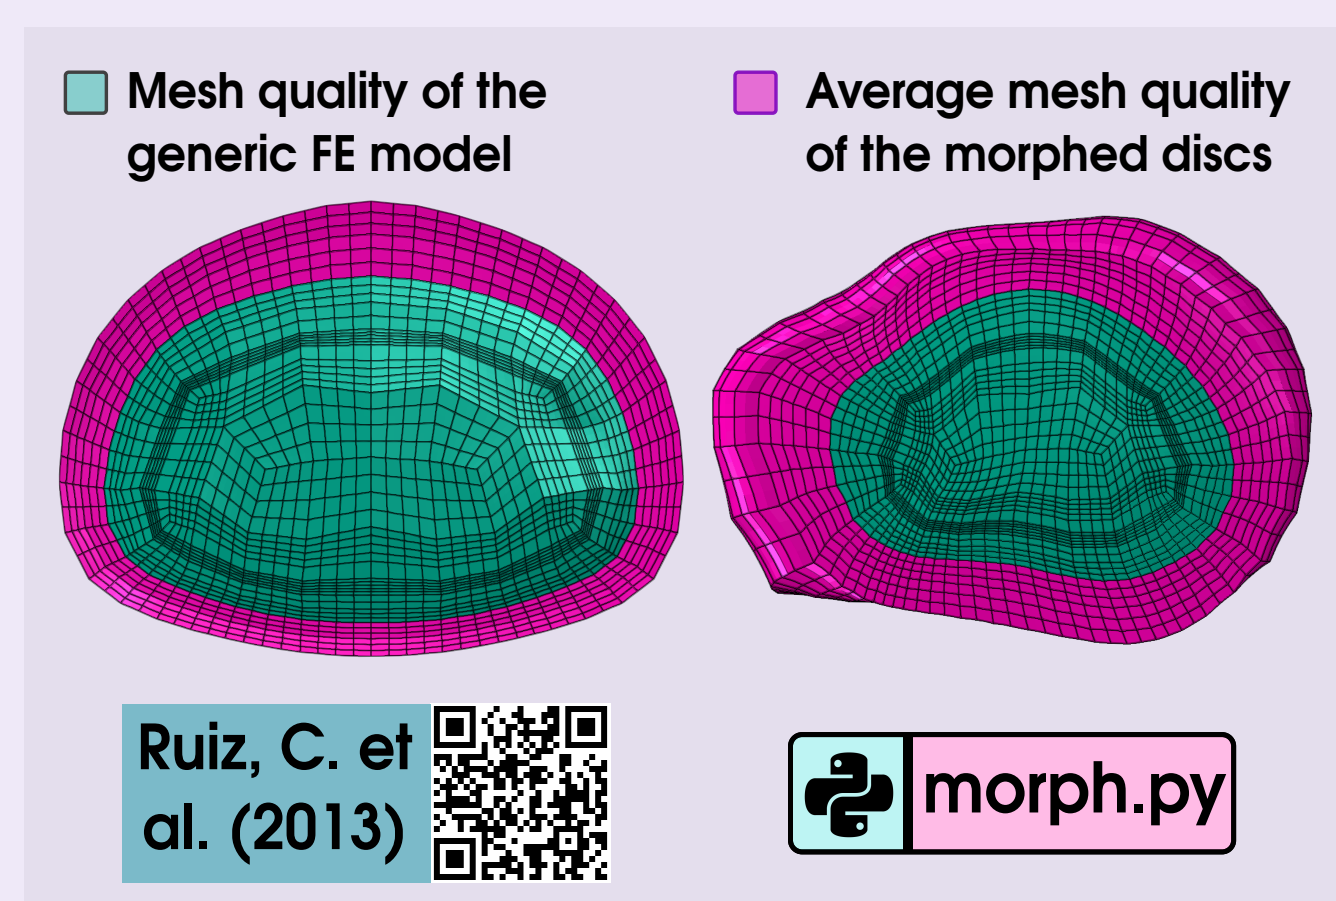 Mesh quality of the
generic FE model
Average mesh quality
of the morphed discs
Ruiz, C. et
al. (2013)
morph.py